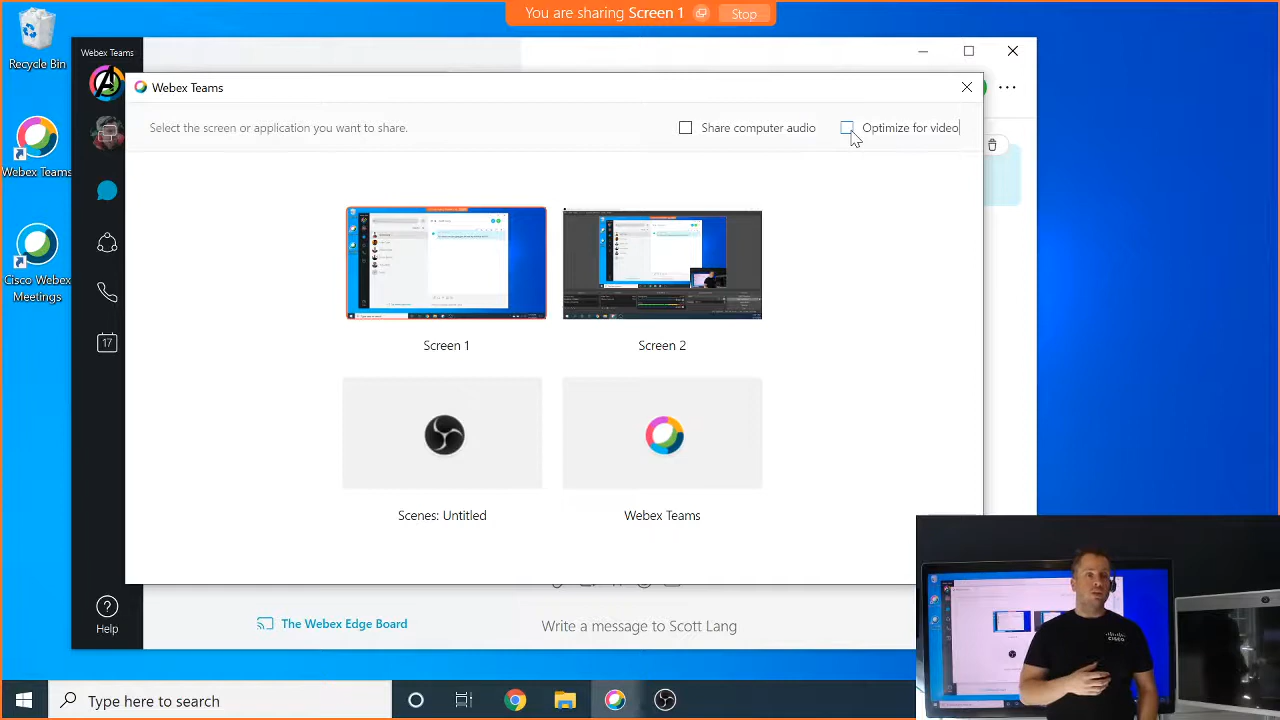 You are sharing Screen 1
Stop
Recycle Bin
Webex Teams
Webex Teams
Select the screen or application you want to share.
Share computer audio
Optimize for video
Webex Teams
Cisco Webex
Meetings
17
Screen 1
Screen 2
Scenes: Untitled
Webex Teams
Help
The Webex Edge Board
Write a message to Scott Lang
CISCO
Type here to search